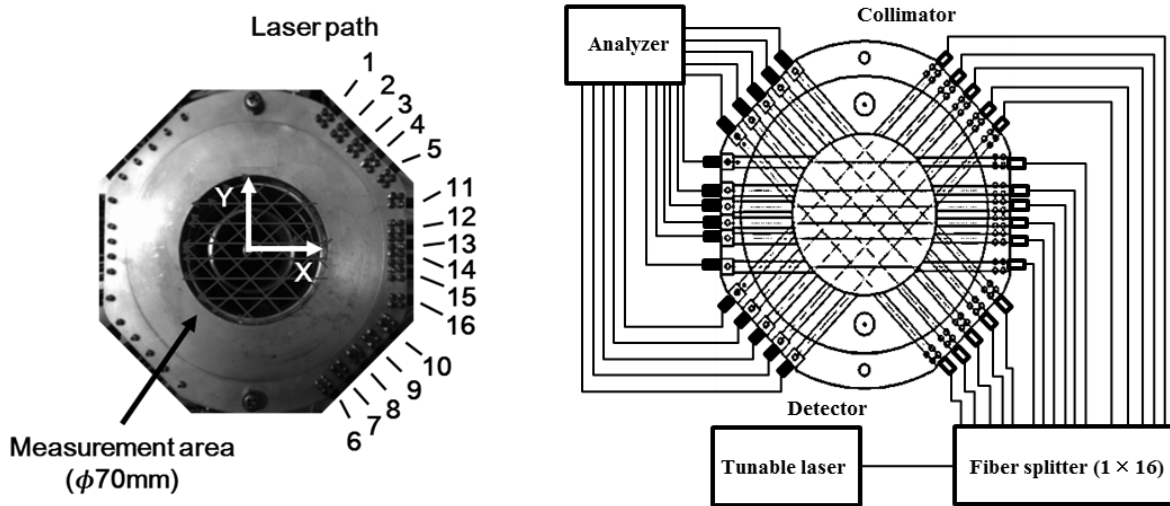 Laser path
1
2
3
4
5
11
12
13
14
15
16
10
9
8
7
6
Y
X
Measurement area
(ϕ70mm)
Collimator
Analyzer
Detector
Tunable laser
Fiber splitter (1 × 16)